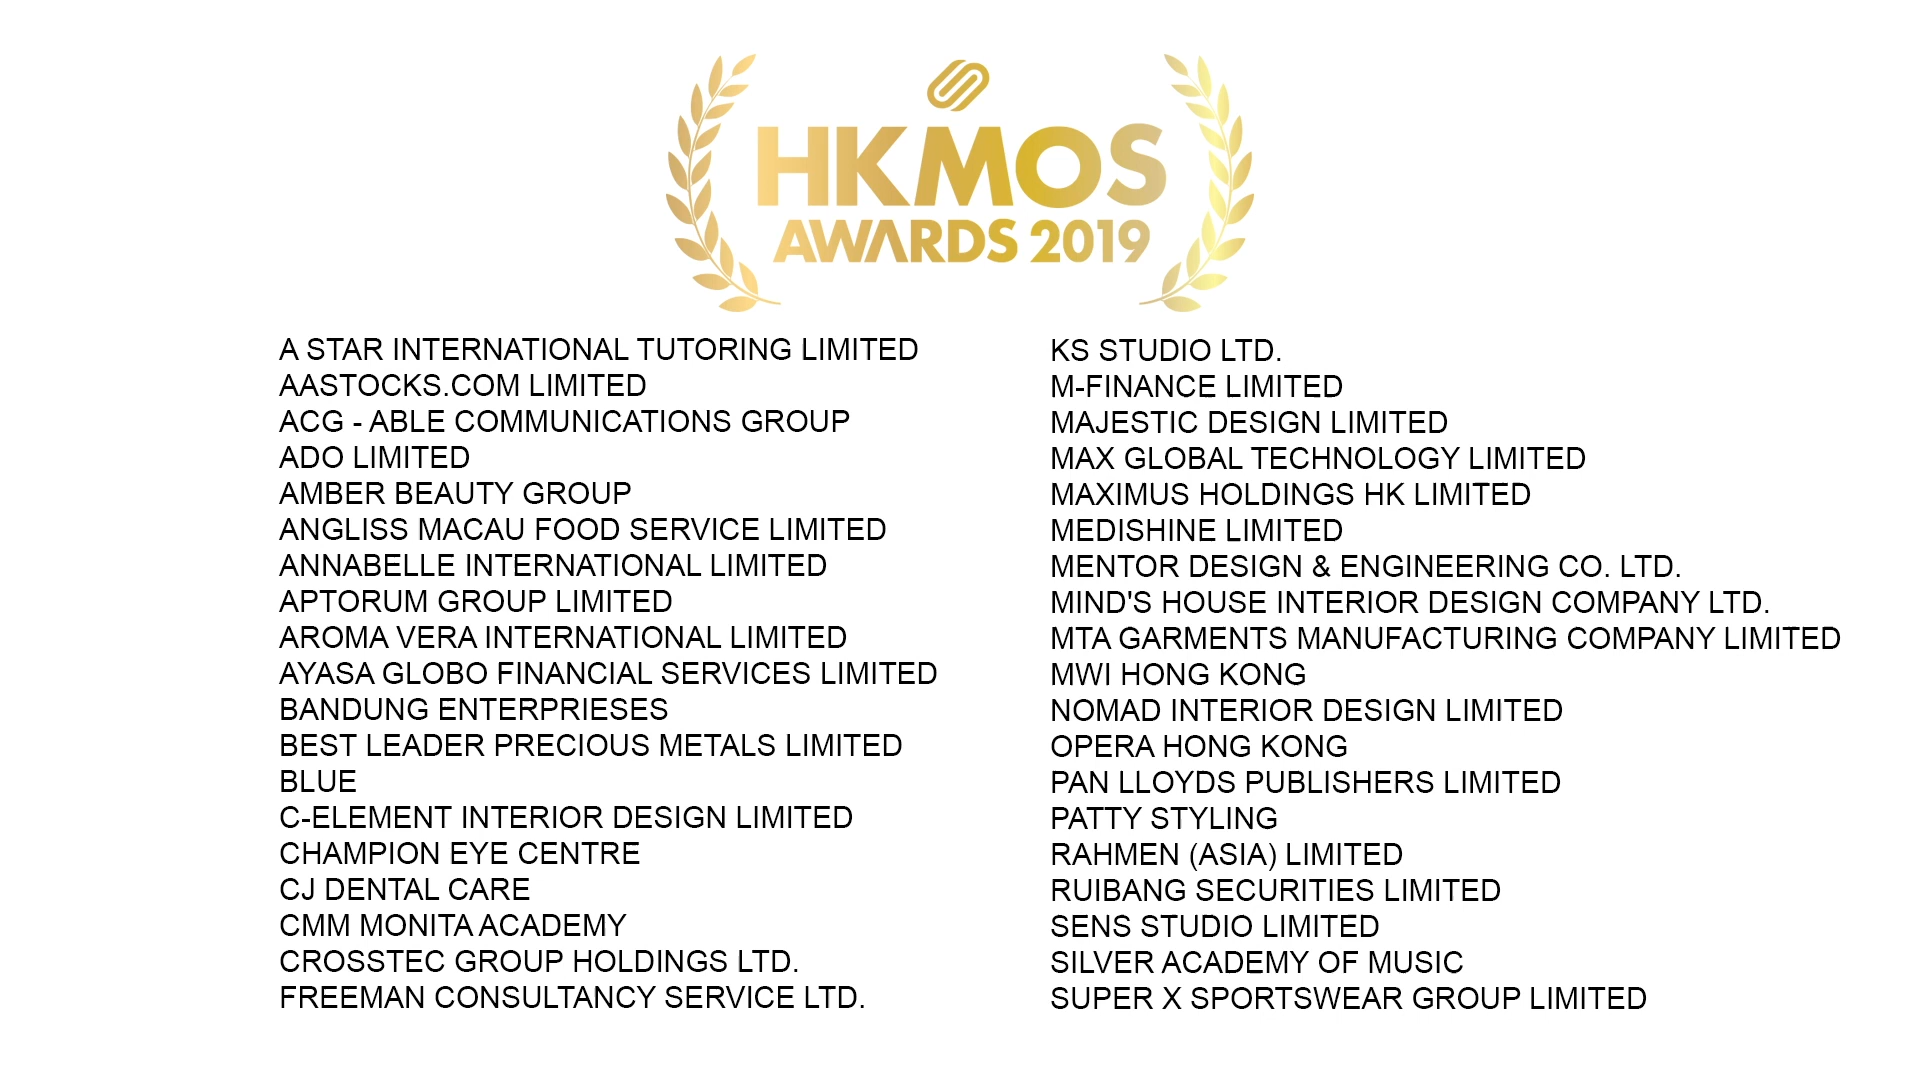 HKMOS
AWARDS 2019
A STAR INTERNATIONAL TUTORING LIMITED
AASTOCKS.COM LIMITED
ACG - ABLE COMMUNICATIONS GROUP
ADO LIMITED
AMBER BEAUTY GROUP
ANGLISS MACAU FOOD SERVICE LIMITED
ANNABELLE INTERNATIONAL LIMITED
APTORUM GROUP LIMITED
AROMA VERA INTERNATIONAL LIMITED
AYASA GLOBO FINANCIAL SERVICES LIMITED
BANDUNG ENTERPRIESES
BEST LEADER PRECIOUS METALS LIMITED
BLUE
C-ELEMENT INTERIOR DESIGN LIMITED
CHAMPION EYE CENTRE
CJ DENTAL CARE
CMM MONITA ACADEMY
CROSSTEC GROUP HOLDINGS LTD.
FREEMAN CONSULTANCY SERVICE LTD.
KS STUDIO LTD.
M-FINANCE LIMITED
MAJESTIC DESIGN LIMITED
MAX GLOBAL TECHNOLOGY LIMITED
MAXIMUS HOLDINGS HK LIMITED
MEDISHINE LIMITED
MENTOR DESIGN & ENGINEERING CO. LTD.
MIND'S HOUSE INTERIOR DESIGN COMPANY LTD.
MTA GARMENTS MANUFACTURING COMPANY LIMITED
MWI HONG KONG
NOMAD INTERIOR DESIGN LIMITED
OPERA HONG KONG
PAN LLOYDS PUBLISHERS LIMITED
PATTY STYLING
RAHMEN (ASIA) LIMITED
RUIBANG SECURITIES LIMITED
SENS STUDIO LIMITED
SILVER ACADEMY OF MUSIC
SUPER X SPORTSWEAR GROUP LIMITED